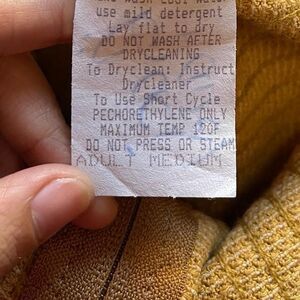 use mild detergent
Lay flat to dry
DO NOT WASH AFTER
DRYCLEANING
To Dryclean: Instruct
Drycleaner
To Use Short Cycle
PECHORETHYLENE ONLY
MAXIMUM TEMP 120F
DO NOT PRESS OR STEAM
ADULT MEDIUM